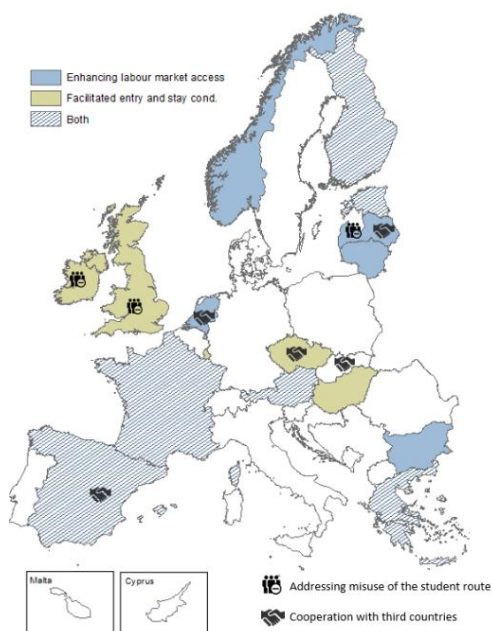 Enhancing labour market access
Facilitated entry and stay cond.
Both
Malta
Cyprus
Addressing misuse of the student route
Cooperation with third countries